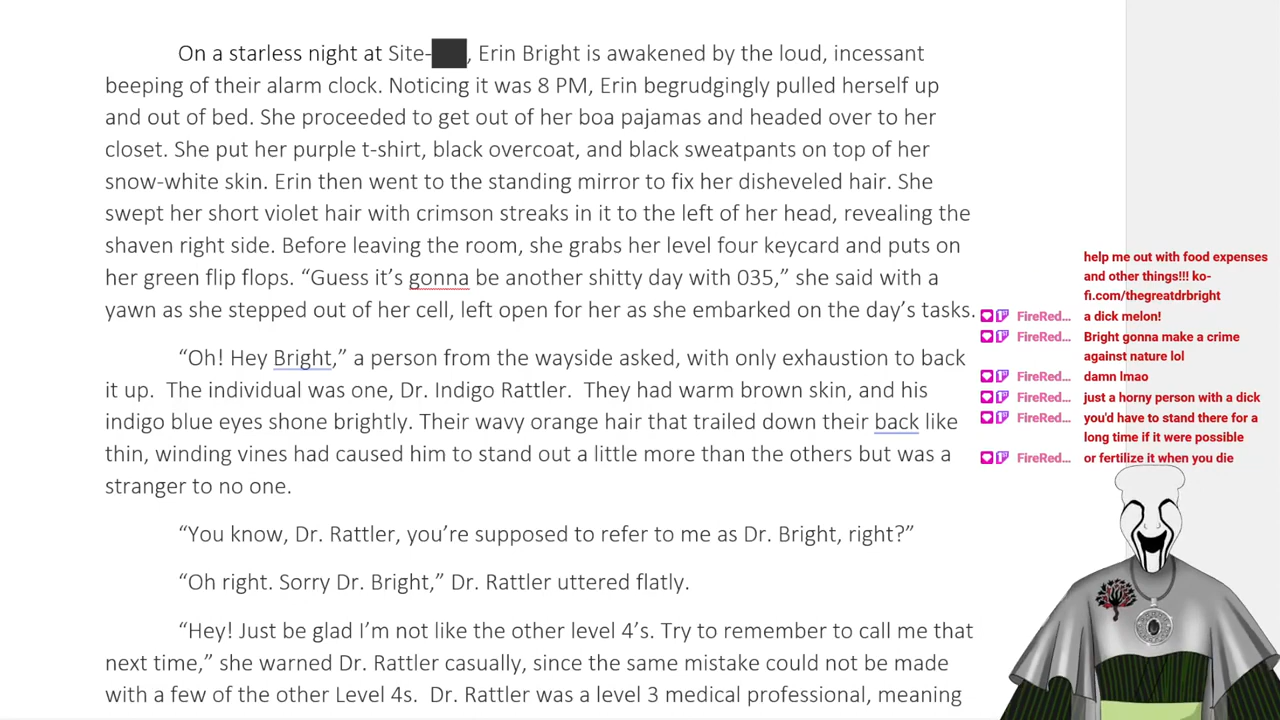 On a starless night at Site-, Erin Bright is awakened by the loud, incessant
beeping of their alarm clock. Noticing it was 8 PM, Erin begrudgingly pulled herself up
and out of bed. She proceeded to get out of her boa pajamas and headed over to her
closet. She put her purple t-shirt, black overcoat, and black sweatpants on top of her
snow-white skin. Erin then went to the standing mirror to fix her disheveled hair. She
swept her short violet hair with crimson streaks in it to the left of her head, revealing the
shaven right side. Before leaving the room, she grabs her level four keycard and puts on
her green flip flops. “Guess it’s gonna be another shitty day with 035,” she said with a
yawn as she stepped out of her cell, left open for her as she embarked on the day’s tasks.
“Oh! Hey Bright,” a person from the wayside asked, with only exhaustion to back
it up.  The individual was one, Dr. Indigo Rattler.  They had warm brown skin, and his
indigo blue eyes shone brightly. Their wavy orange hair that trailed down their back like
thin, winding vines had caused him to stand out a little more than the others but was a
stranger to no one.
“You know, Dr. Rattler, you’re supposed to refer to me as Dr. Bright, right?”
“Oh right. Sorry Dr. Bright,” Dr. Rattler uttered flatly.
“Hey! Just be glad I’m not like the other level 4’s. Try to remember to call me that
next time,” she warned Dr. Rattler casually, since the same mistake could not be made
with a few of the other Level 4s.  Dr. Rattler was a level 3 medical professional, meaning
help me out with food expenses
and other things!!! ko-
fi.com/thegreatdrbright
FireRed... a dick melon!
FireRed... Bright gonna make a crime
against nature lol
FireRed... damn lmao
FireRed... just a horny person with a dick
FireRed... you'd have to stand there for a
long time if it were possible
FireRed... or fertilize it when you die